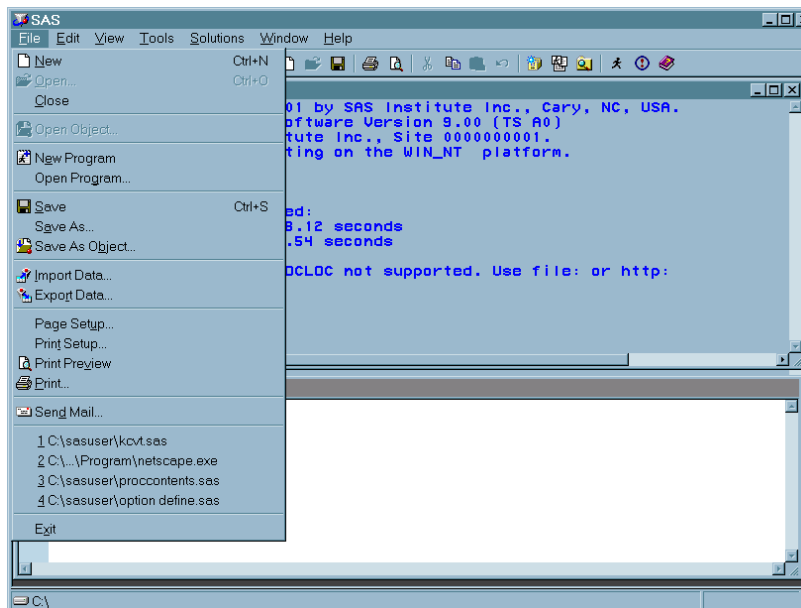 SAS
File Edit View Tools Solutions Window Help
New Ctrl+N
Open... Ctrl+O
Close
Open Object...
New Program
Open Program...
Save Ctrl+S
Save As...
Save As Object...
Import Data...
Export Data...
Page Setup...
Print Setup...
Print Preview
Print...
Send Mail...
1 C:\sasuser\kcvt.sas
2 C:\...\Program\netscape.exe
3 C:\sasuser\proccontents.sas
4 C:\sasuser\option define.sas
Exit
01 by SAS Institute Inc., Cary, NC, USA.
oftware Version 9.00 (TS A0)
tute Inc., Site 0000000001.
ting on the WIN_NT platform.
ed:
8.12 seconds
.54 seconds
OCLOC not supported. Use file: or http:
C:\